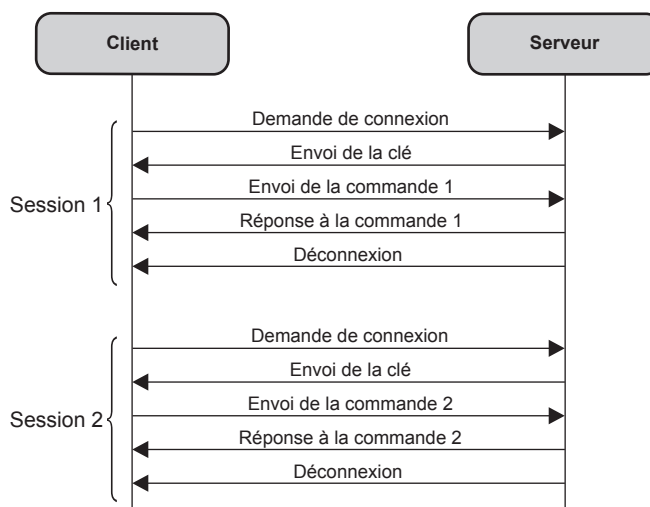 Client
Serveur
Session 1
Demande de connexion
Envoi de la clé
Envoi de la commande 1
Réponse à la commande 1
Déconnexion
Session 2
Demande de connexion
Envoi de la clé
Envoi de la commande 2
Réponse à la commande 2
Déconnexion